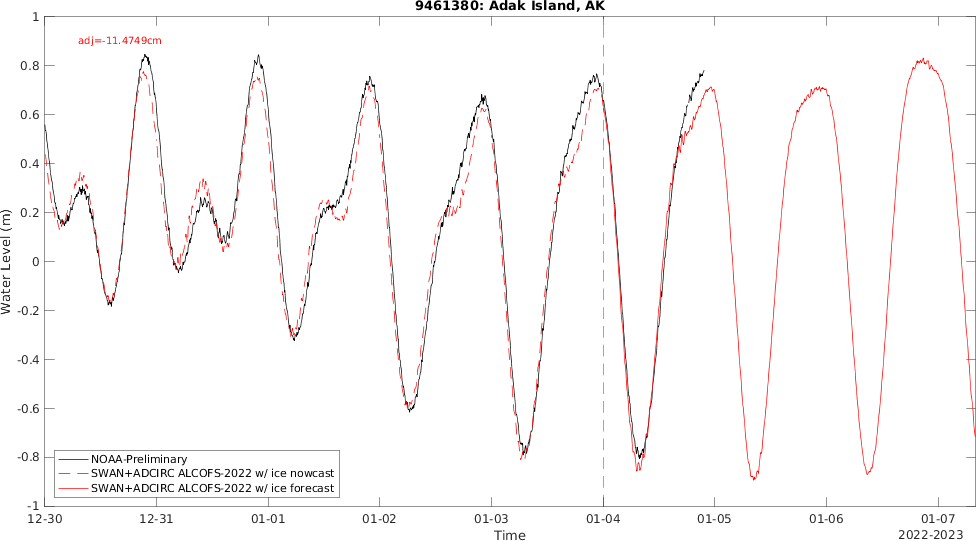 9461380: Adak Island, AK
adj=-11.4749cm
1
0.8
0.6
0.4
0.2
0
-0.2
-0.4
-0.6
-0.8
-1
Water Level (m)
NOAA-Preliminary
SWAN+ADCIRC ALCOFS-2022 w/ ice nowcast
SWAN+ADCIRC ALCOFS-2022 w/ ice forecast
12-30 12-31 01-01 01-02 01-03 01-04 01-05 01-06 01-07
Time
2022-2023